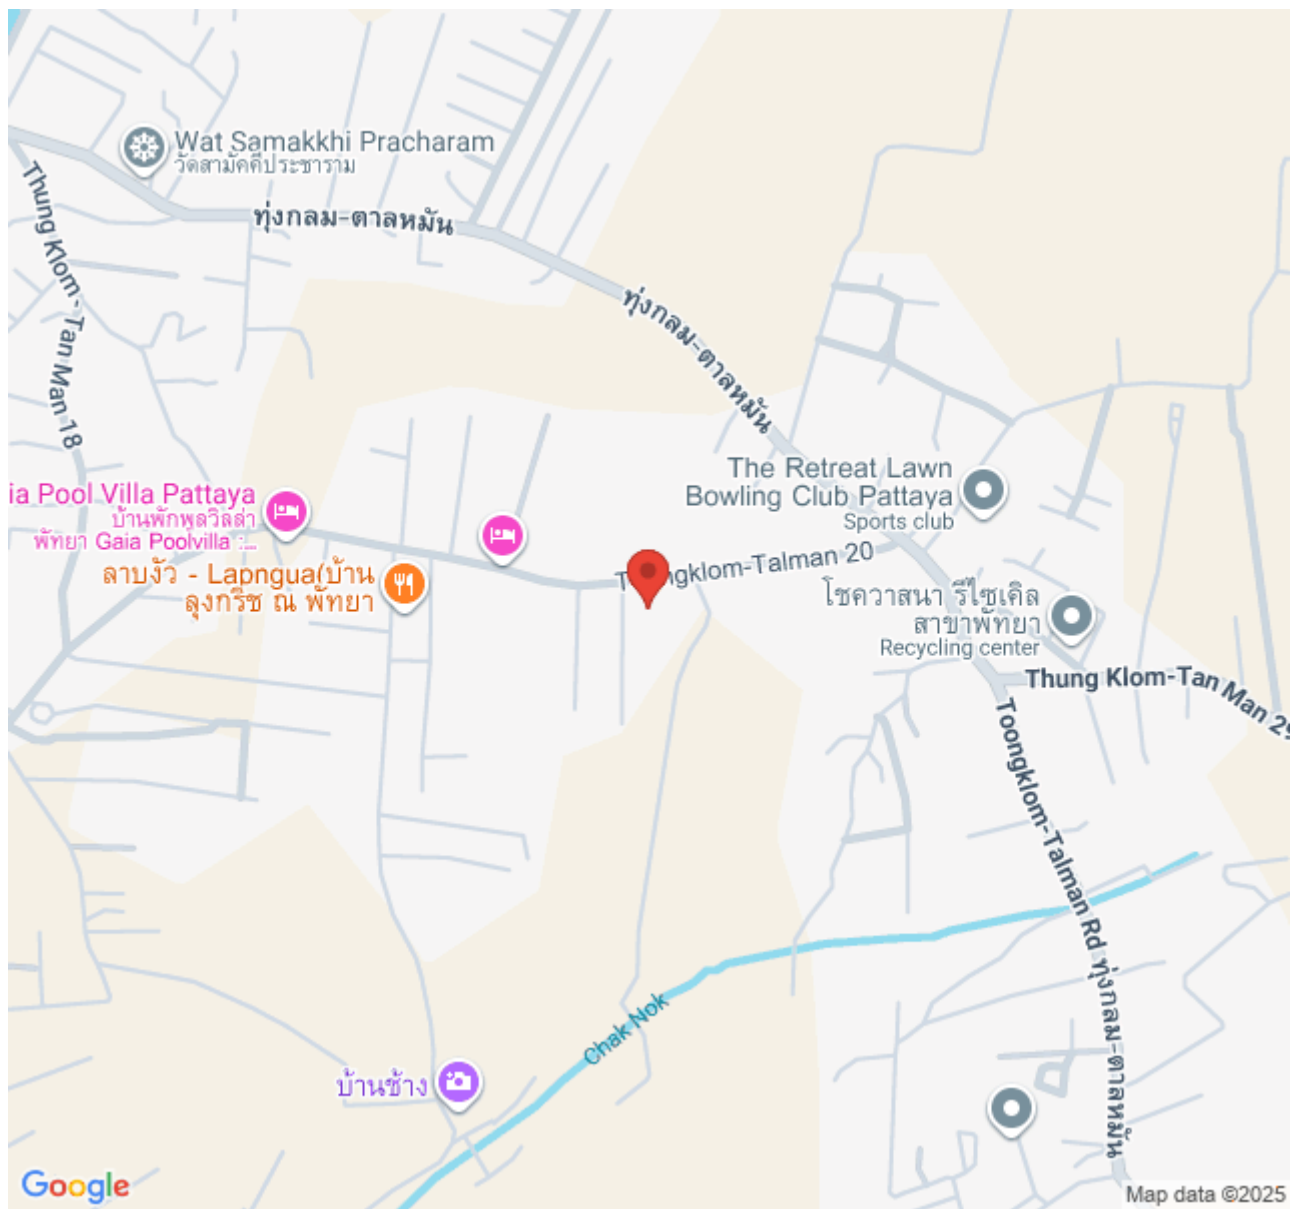 Wat Samakkhi Pracharam
วัดสามัคคีประชาราม
Thung Klom - Tan Man 18
ทุ่งกลม-ตาลหมัน
ทุ่งกลม-ตาลหมัน
The Retreat Lawn
Bowling Club Pattaya
Sports club
ia Pool Villa Pattaya
บ้านพักพูลวิลล่า
พัทยา Gaia Poolvilla :...
ลาบงัว - Lapngua(บ้าน
ลุงกริช ณ พัทยา
ngklom-Talman 20
โชควาสนา รีไซเคิล
สาขาพัทยา
Recycling center
Thung Klom-Tan Man 29
Toongklom-Talman Rd ทุ่งกลม-ตาลหมัน
Chak Nok
บ้านช้าง
Google
Map data ©2025